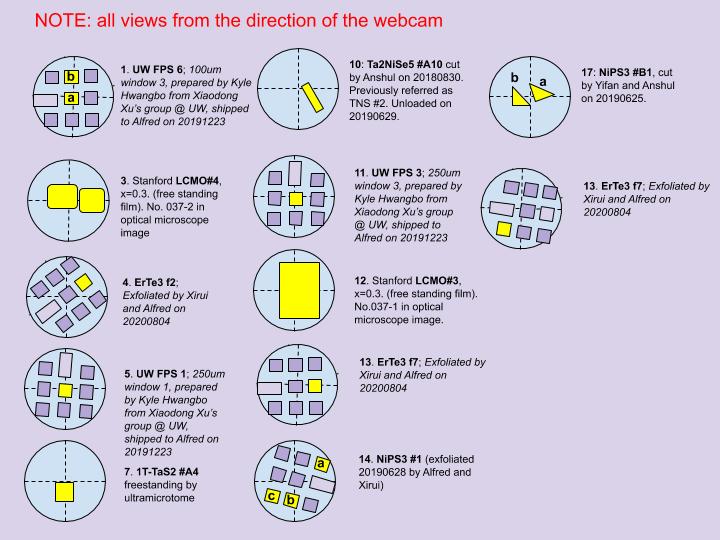 NOTE: all views from the direction of the webcam
b
a
1. UW FPS 6; 100um
window 3, prepared by Kyle
Hwangbo from Xiaodong
Xu's group @ UW, shipped
to Alfred on 20191223
3. Stanford LCMO#4,
x=0.3. (free standing
film). No. 037-2 in
optical microscope
image
4. ErTe3 f2;
Exfoliated by Xirui
and Alfred on
20200804
5. UW FPS 1; 250um
window 1, prepared
by Kyle Hwangbo
from Xiaodong Xu's
group @ UW,
shipped to Alfred on
20191223
7. 1T-TaS2 #A4
freestanding by
ultramicrotome
10: Ta2NiSe5 #A10 cut
by Anshul on 20180830.
Previously referred as
TNS #2. Unloaded on
20190629.
11. UW FPS 3; 250um
window 3, prepared by
Kyle Hwangbo from
Xiaodong Xu's group
@ UW, shipped to
Alfred on 20191223
12. Stanford LCMO#3,
x=0.3. (free standing film).
No.037-1 in optical
microscope image.
13. ErTe3 f7; Exfoliated by
Xirui and Alfred on
20200804
a
c
b
14. NiPS3 #1 (exfoliated
20190628 by Alfred and
Xirui)
b
a
17: NiPS3 #B1, cut
by Yifan and Anshul
on 20190625.
13. ErTe3 f7; Exfoliated by
Xirui and Alfred on
20200804